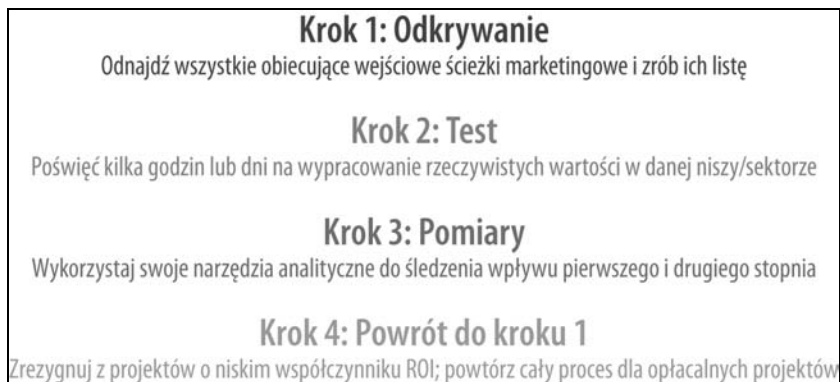 Krok 1: Odkrywanie
Odnajdź wszystkie obiecujące wejściowe ścieżki marketingowe i zrób ich listę
Krok 2: Test
Poświęć kilka godzin lub dni na wypracowanie rzeczywistych wartości w danej niszy/sektorze
Krok 3: Pomiary
Wykorzystaj swoje narzędzia analityczne do śledzenia wpływu pierwszego i drugiego stopnia
Krok 4: Powrót do kroku 1
Zrezygnuj z projektów o niskim współczynniku ROI; powtórz cały proces dla opłacalnych projektów